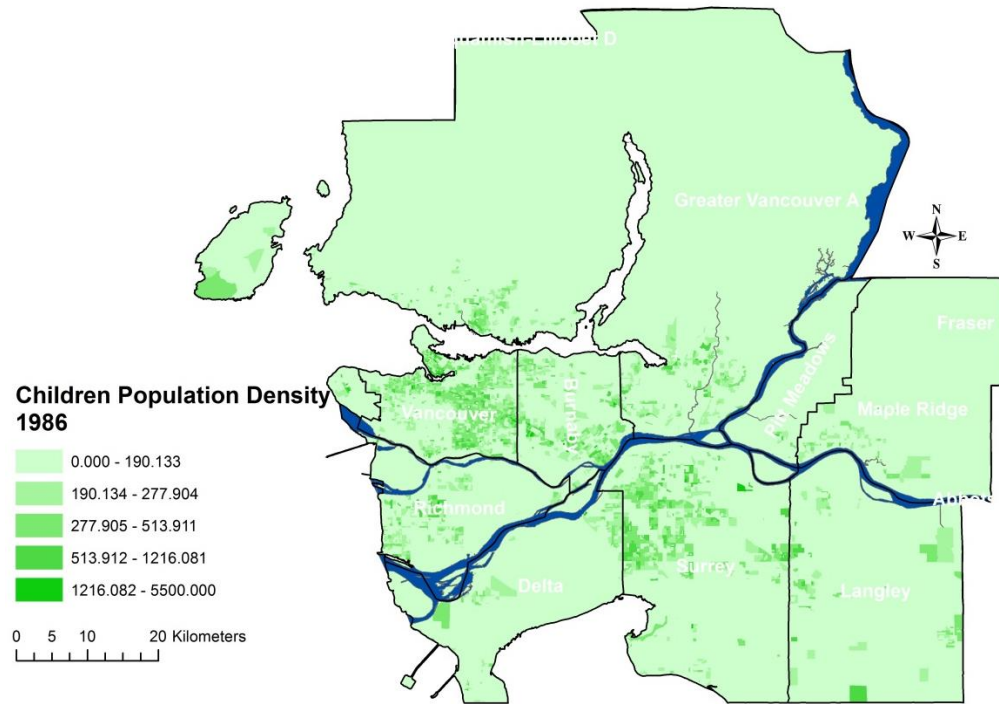 uamish-Lillooet D
Greater Vancouver A
N
W E
S
Fraser
Pitt Meadows
Maple Ridge
Vancouver
Burnaby
Richmond
Delta
Surrey
Langley
Children Population Density
1986
0.000 - 190.133
190.134 - 277.904
277.905 - 513.911
513.912 - 1216.081
1216.082 - 5500.000
0 5 10 20 Kilometers